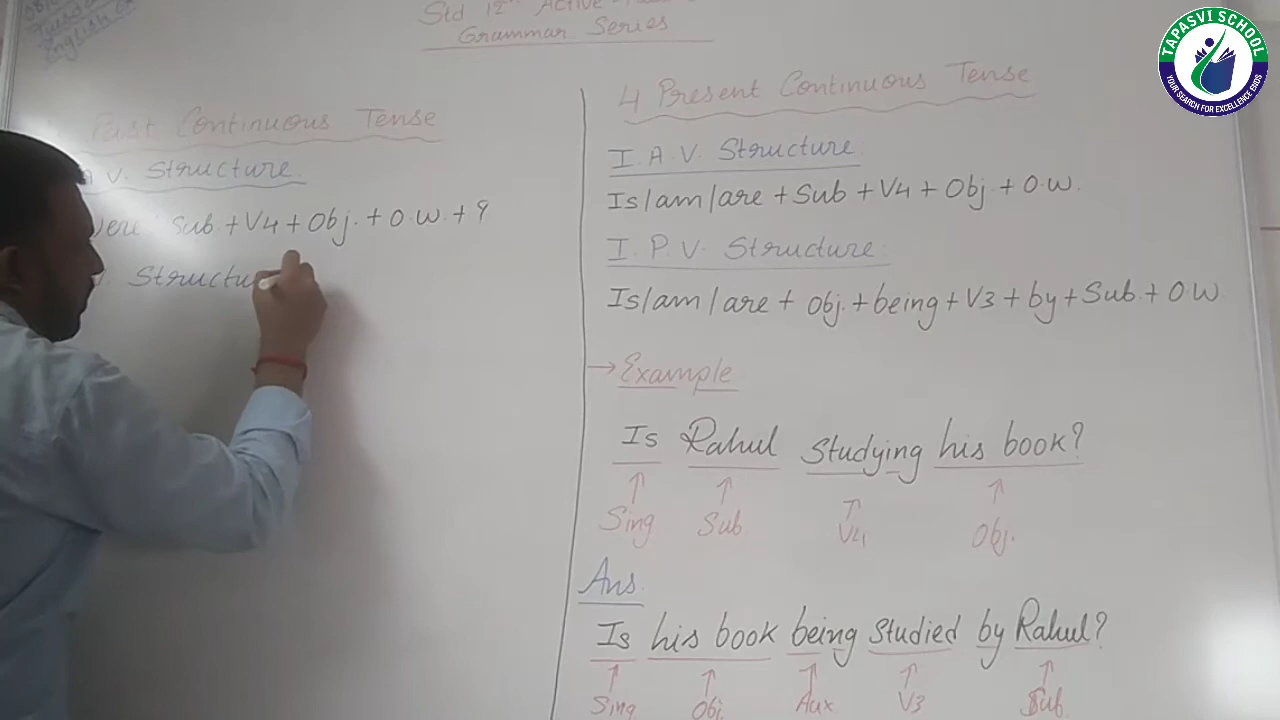 Std 12th Active
Grammar Series
English
Past Continuous Tense
A.V. Structure.
were Sub + V4 + Obj. + O.W. + ?
V. Structu
4 Present Continuous Tense
I. A. V. Structure
Is/am/are + Sub + V4 + Obj. + O.W.
I. P. V. Structure
Is/am/are + Obj. + being + V3 + by + Sub. + O.W
→ Example
Is Rahul Studying his book?
↑ ↑ ↑ ↑
Sing Sub V4 Obj.
Ans.
Is his book being Studied by Rahul?
↑ ↑ ↑ ↑ ↑
Sing Obj. Aux V3 Sub.
TAPASVI SCHOOL
YOUR SEARCH FOR EXCELLENCE ENDS